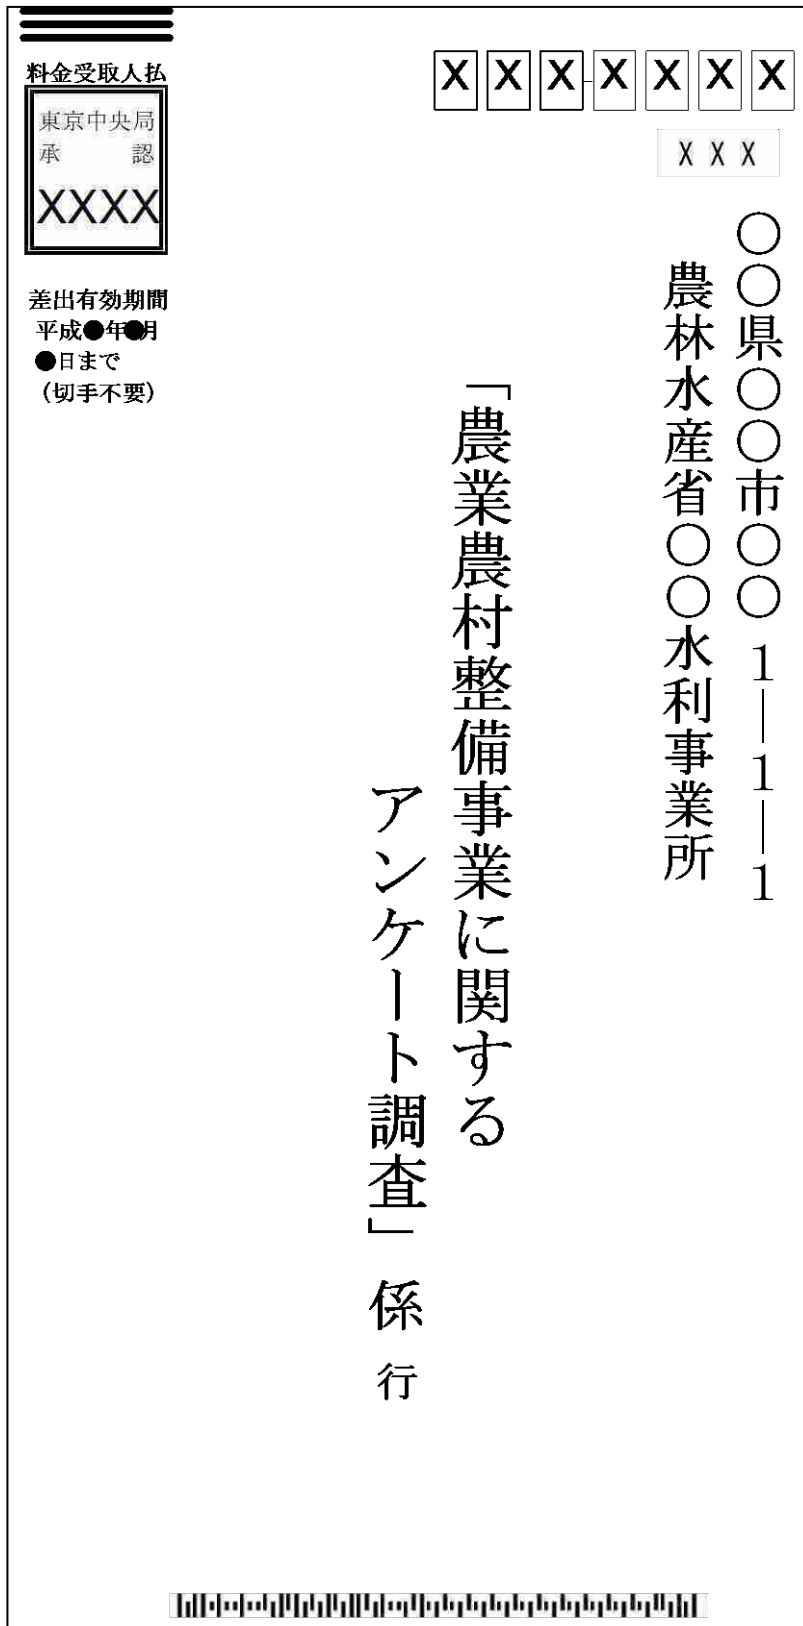 料金受取人払
東京中央局
承　認
XXXX
差出有効期間
平成●年●月
●日まで
（切手不要）
XXX-XXXX
XXX
○○県○○市○○　1―1―1
農林水産省○○水利事業所
「農業農村整備事業に関する
アンケート調査」係 行